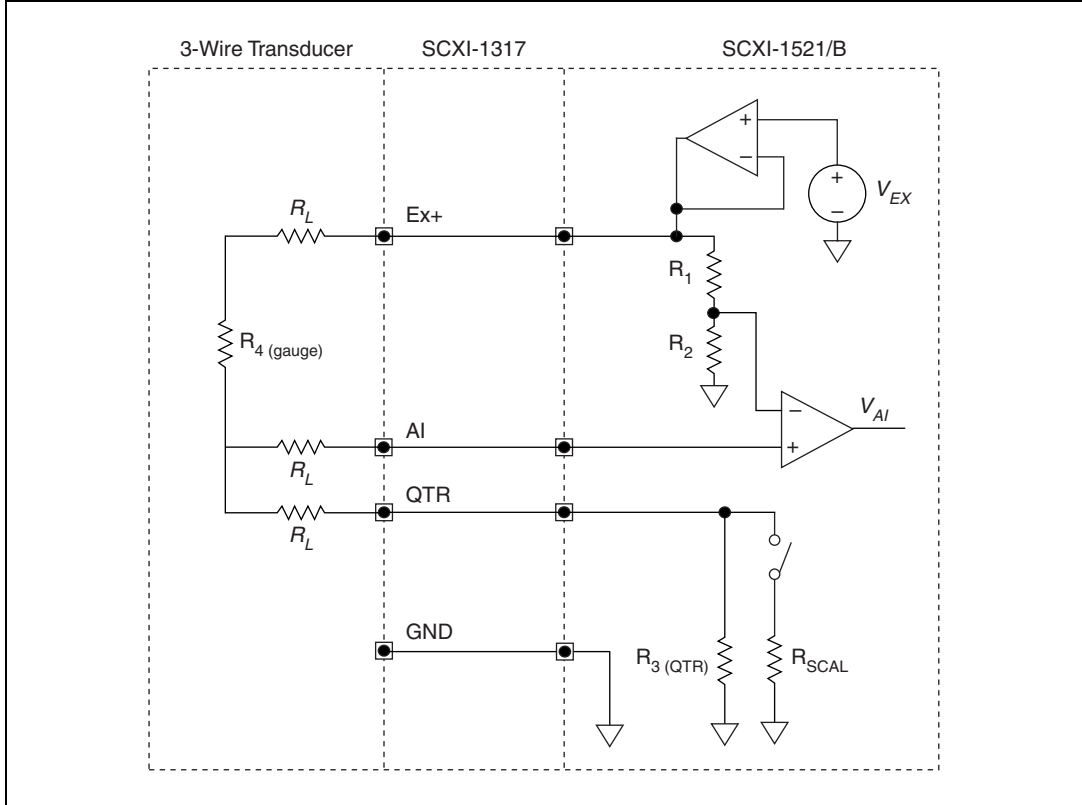 3-Wire Transducer SCXI-1317 SCXI-1521/B
+
−
+
−
V_EX
R_L
Ex+
R_1
R_4 (gauge)
R_2
−
+
V_AI
AI
R_L
QTR
R_L
GND
R_3 (QTR)
R_SCAL